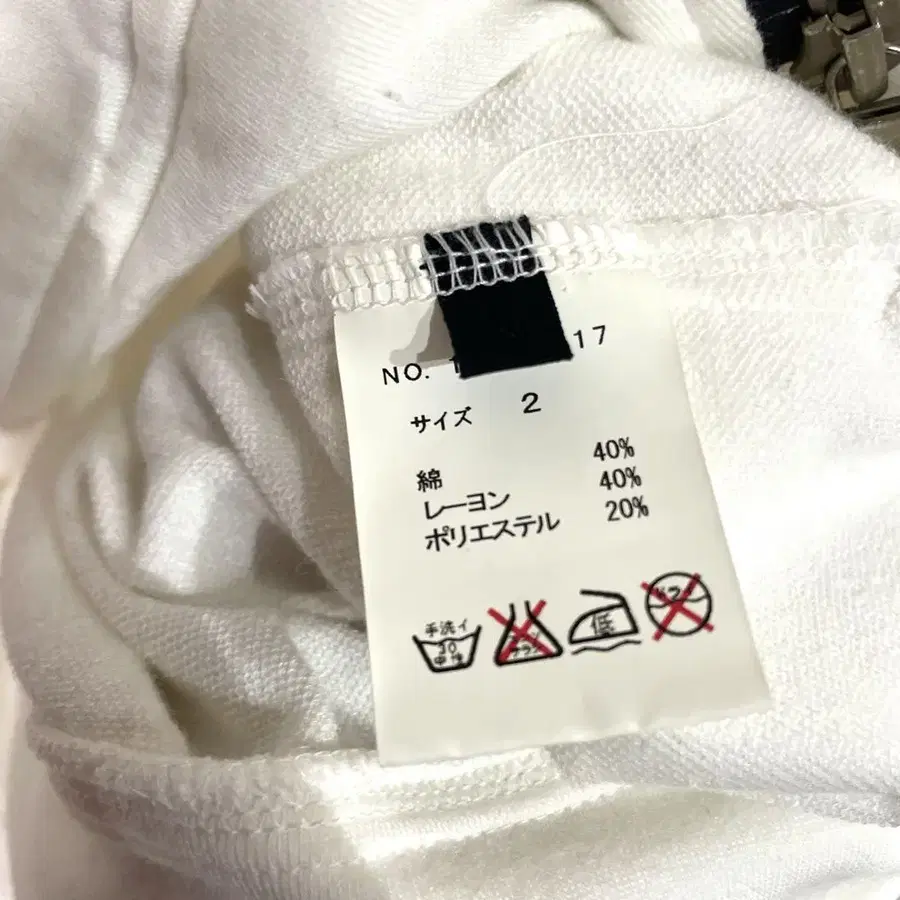 NO. 17
サイズ 2
綿 40%
レーヨン 40%
ポリエステル 20%
手洗イ
30
中性
低